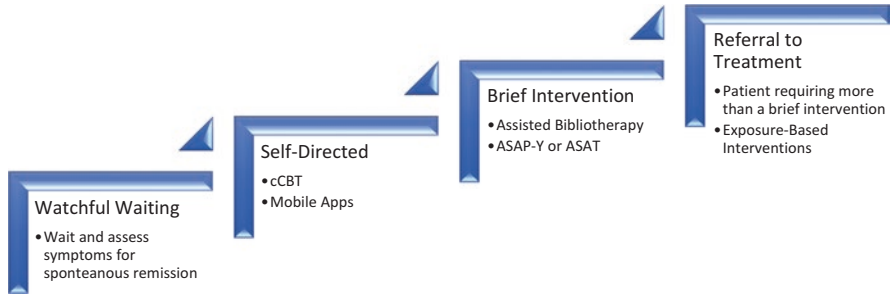 Watchful Waiting
•Wait and assess
symptoms for
sponteanous remission
Self-Directed
•cCBT
•Mobile Apps
Brief Intervention
•Assisted Bibliotherapy
•ASAP-Y or ASAT
Referral to
Treatment
•Patient requiring more
than a brief intervention
•Exposure-Based
Interventions